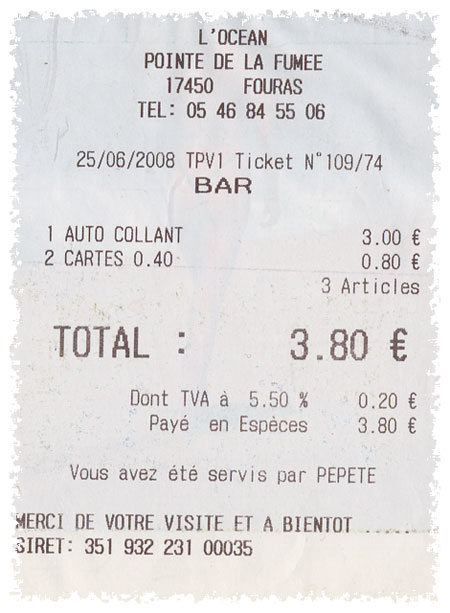 L'OCEAN
POINTE DE LA FUMEE
17450 FOURAS
TEL: 05 46 84 55 06
25/06/2008 TPV1 Ticket N°109/74
BAR
1 AUTO COLLANT 3.00 €
2 CARTES 0.40 0.80 €
3 Articles
TOTAL : 3.80 €
Dont TVA à 5.50 % 0.20 €
Payé en Espèces 3.80 €
Vous avez été servis par PEPETE
MERCI DE VOTRE VISITE ET A BIENTOT .....
SIRET: 351 932 231 00035